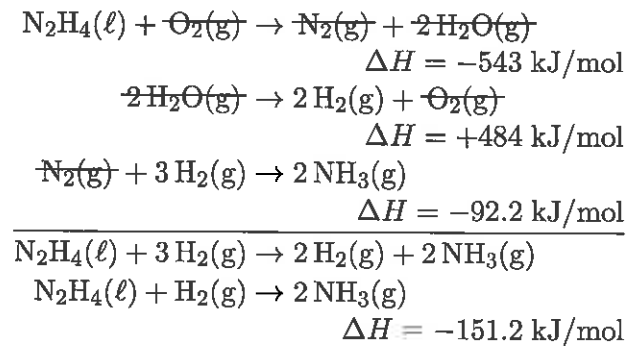 N₂H₄(ℓ) + O₂(g) → N₂(g) + 2 H₂O(g)
ΔH = −543 kJ/mol
2 H₂O(g) → 2 H₂(g) + O₂(g)
ΔH = +484 kJ/mol
N₂(g) + 3 H₂(g) → 2 NH₃(g)
ΔH = −92.2 kJ/mol
N₂H₄(ℓ) + 3 H₂(g) → 2 H₂(g) + 2 NH₃(g)
N₂H₄(ℓ) + H₂(g) → 2 NH₃(g)
ΔH = −151.2 kJ/mol